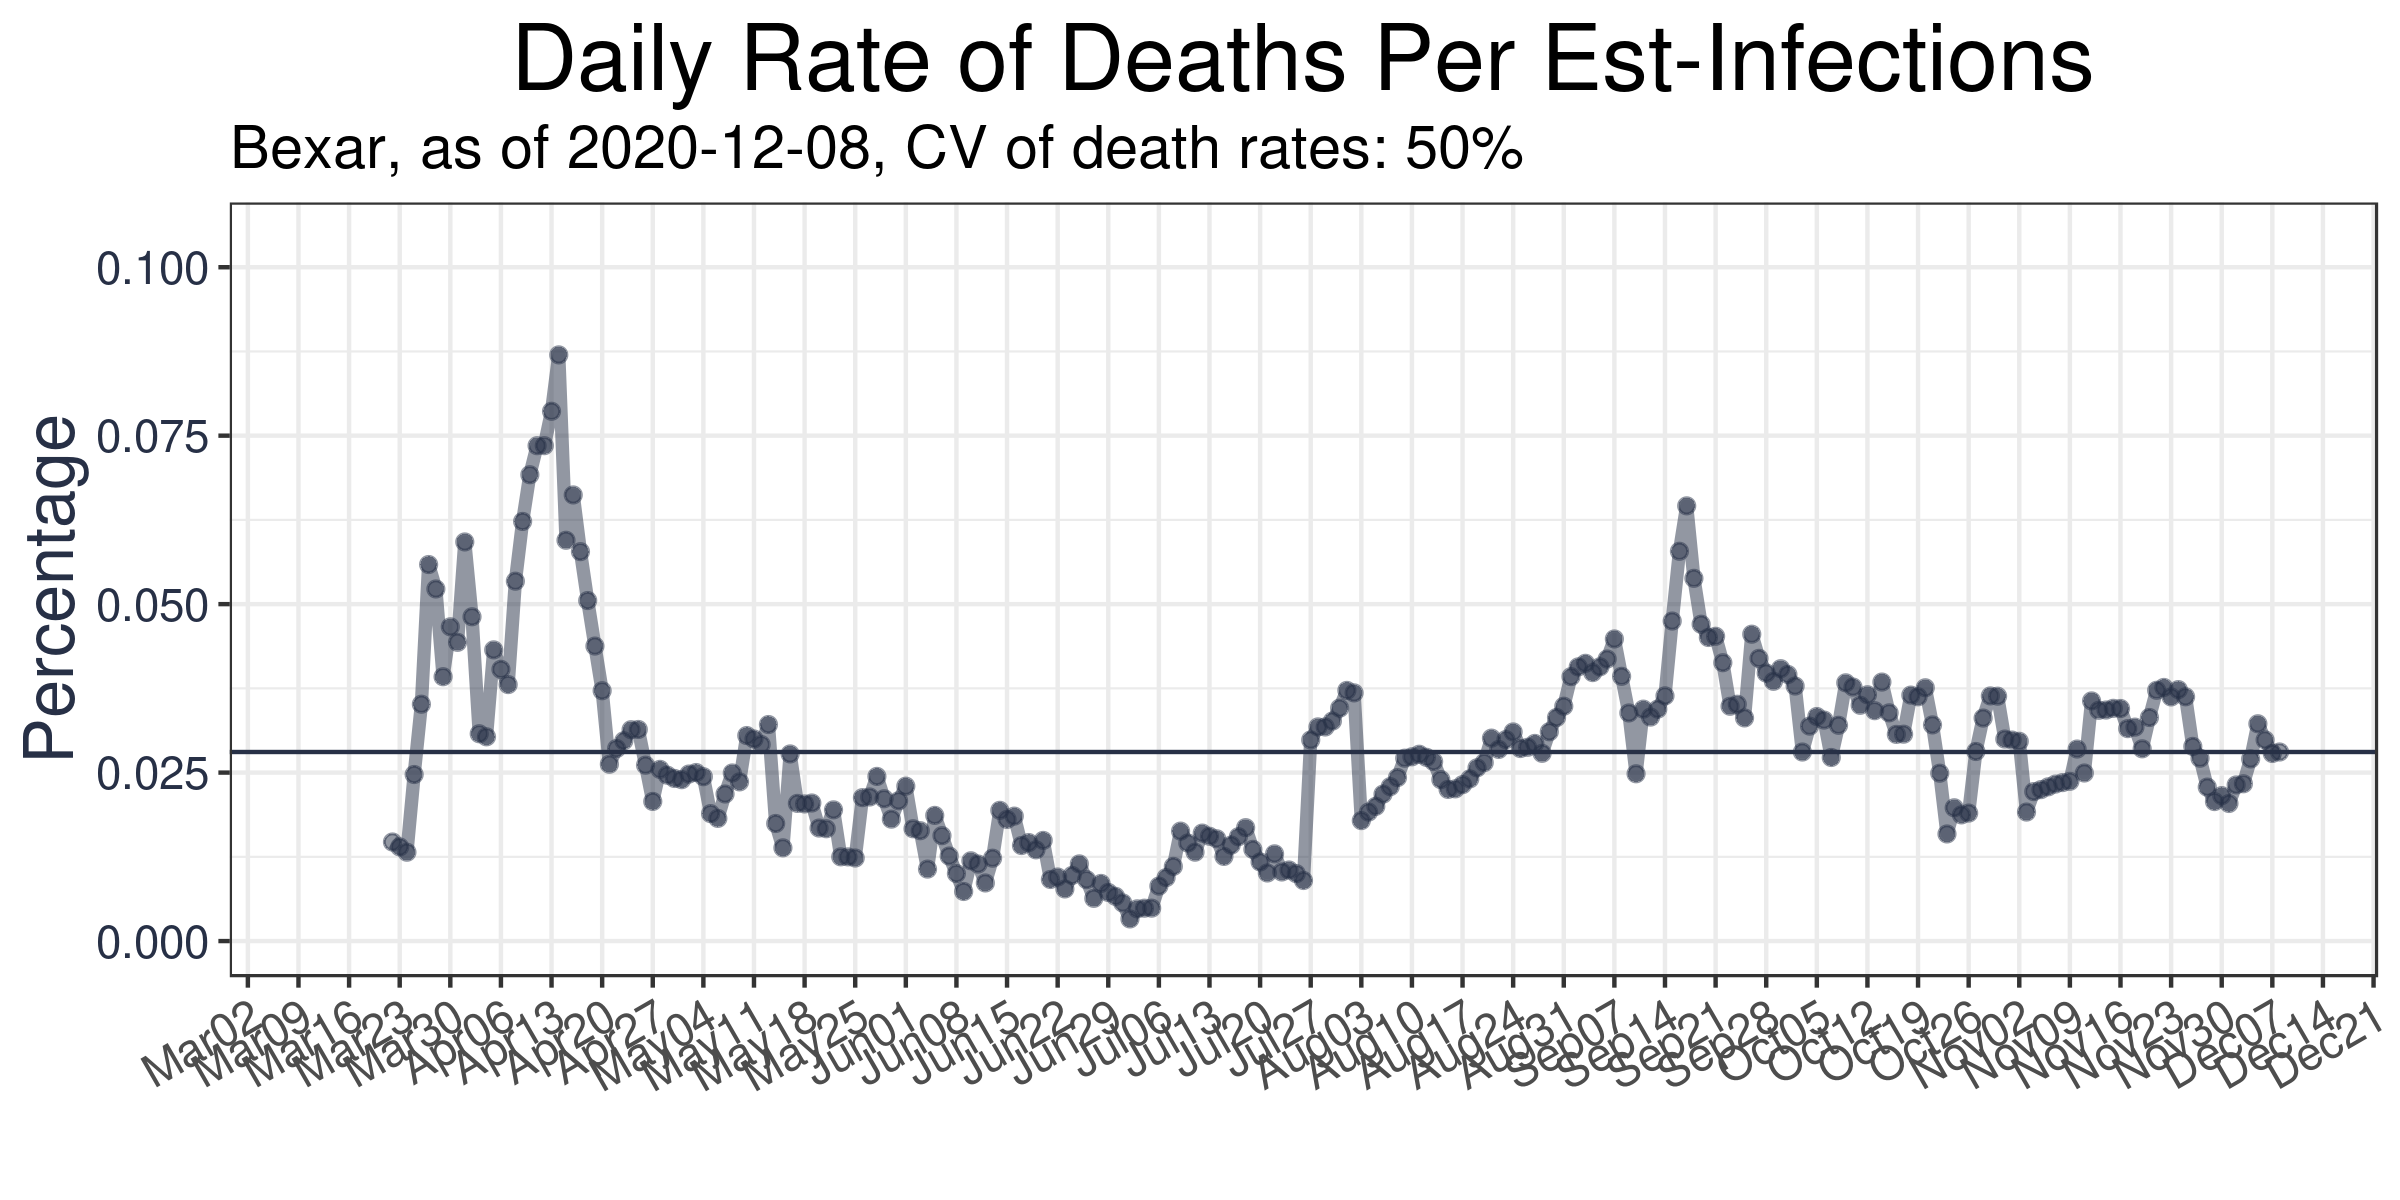 Daily Rate of Deaths Per Est-Infections
Bexar, as of 2020-12-08, CV of death rates: 50%
Percentage
0.100
0.075
0.050
0.025
0.000
Mar02
Mar09
Mar16
Mar23
Mar30
Apr06
Apr13
Apr20
Apr27
May04
May11
May18
May25
Jun01
Jun08
Jun15
Jun22
Jun29
Jul06
Jul13
Jul20
Jul27
Aug03
Aug10
Aug17
Aug24
Aug31
Sep07
Sep14
Sep21
Sep28
Oct05
Oct12
Oct19
Oct26
Nov02
Nov09
Nov16
Nov23
Nov30
Dec07
Dec14
Dec21